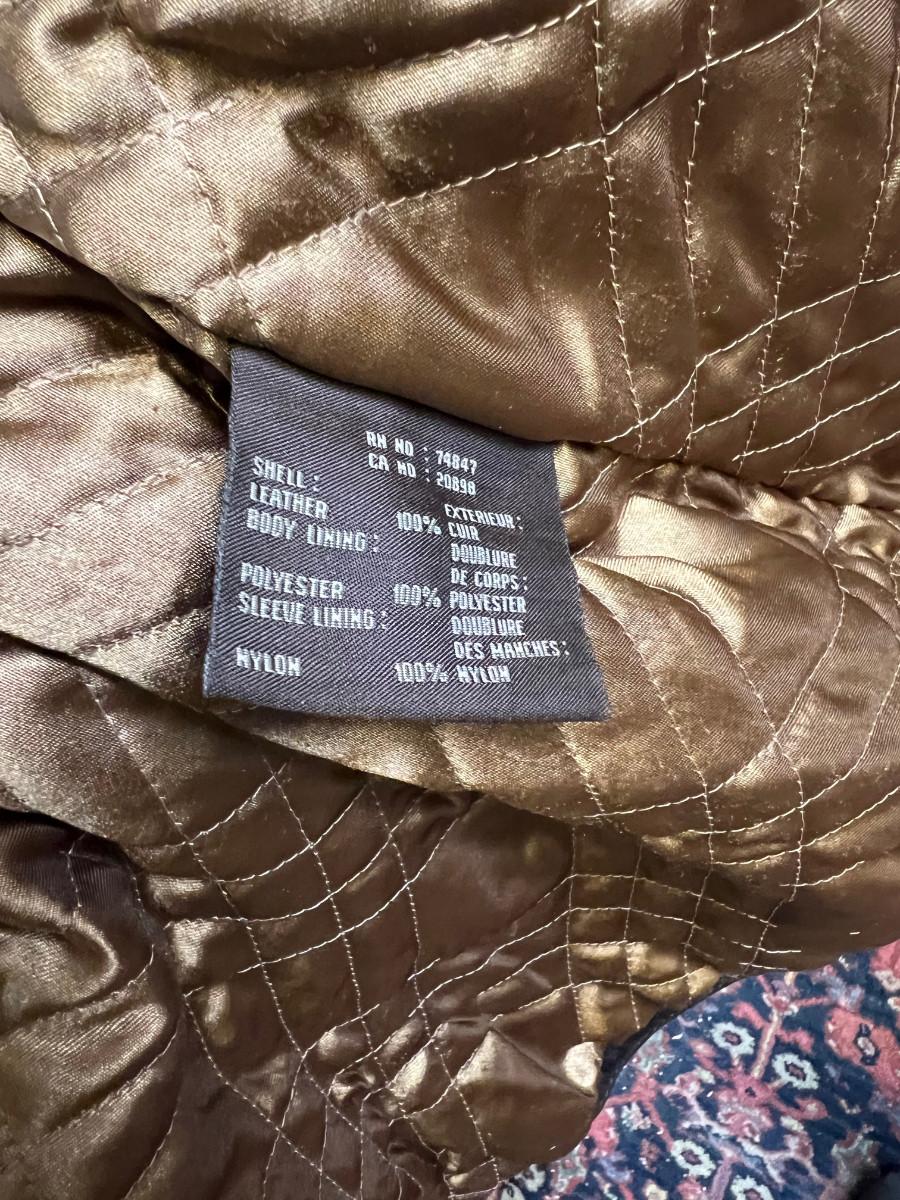 RN NO : 74847
CA NO : 20898
SHELL: EXTERIEUR:
LEATHER 100% CUIR
BODY LINING: DOUBLURE
DE CORPS:
POLYESTER 100% POLYESTER
SLEEVE LINING: DOUBLURE
DES MANCHES:
NYLON 100% NYLON